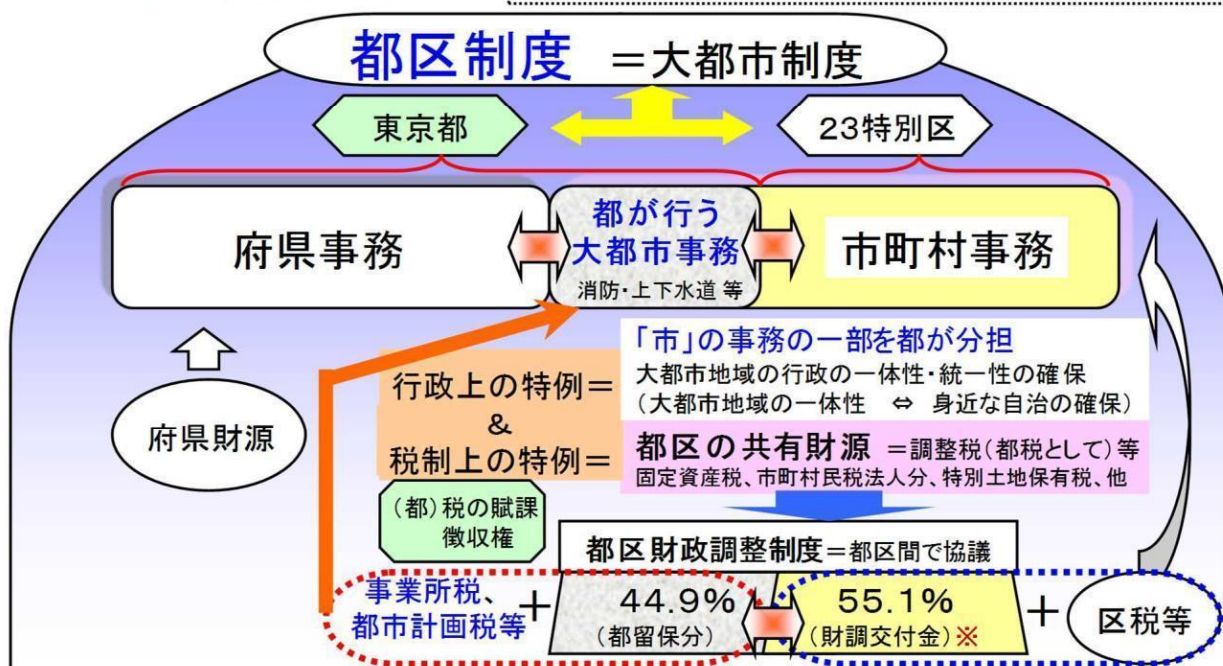 都区制度 ＝大都市制度
東京都
23特別区
府県事務
都が行う
大都市事務
消防・上下水道 等
市町村事務
「市」の事務の一部を都が分担
大都市地域の行政の一体性・統一性の確保
（大都市地域の一体性 ⇔ 身近な自治の確保）
行政上の特例＝
＆
税制上の特例＝
府県財源
都区の共有財源 ＝調整税（都税として）等
固定資産税、市町村民税法人分、特別土地保有税、他
（都）税の賦課
徴収権
都区財政調整制度＝都区間で協議
事業所税、
都市計画税等
＋
44.9%
（都留保分）
55.1%
（財調交付金）※
＋
区税等